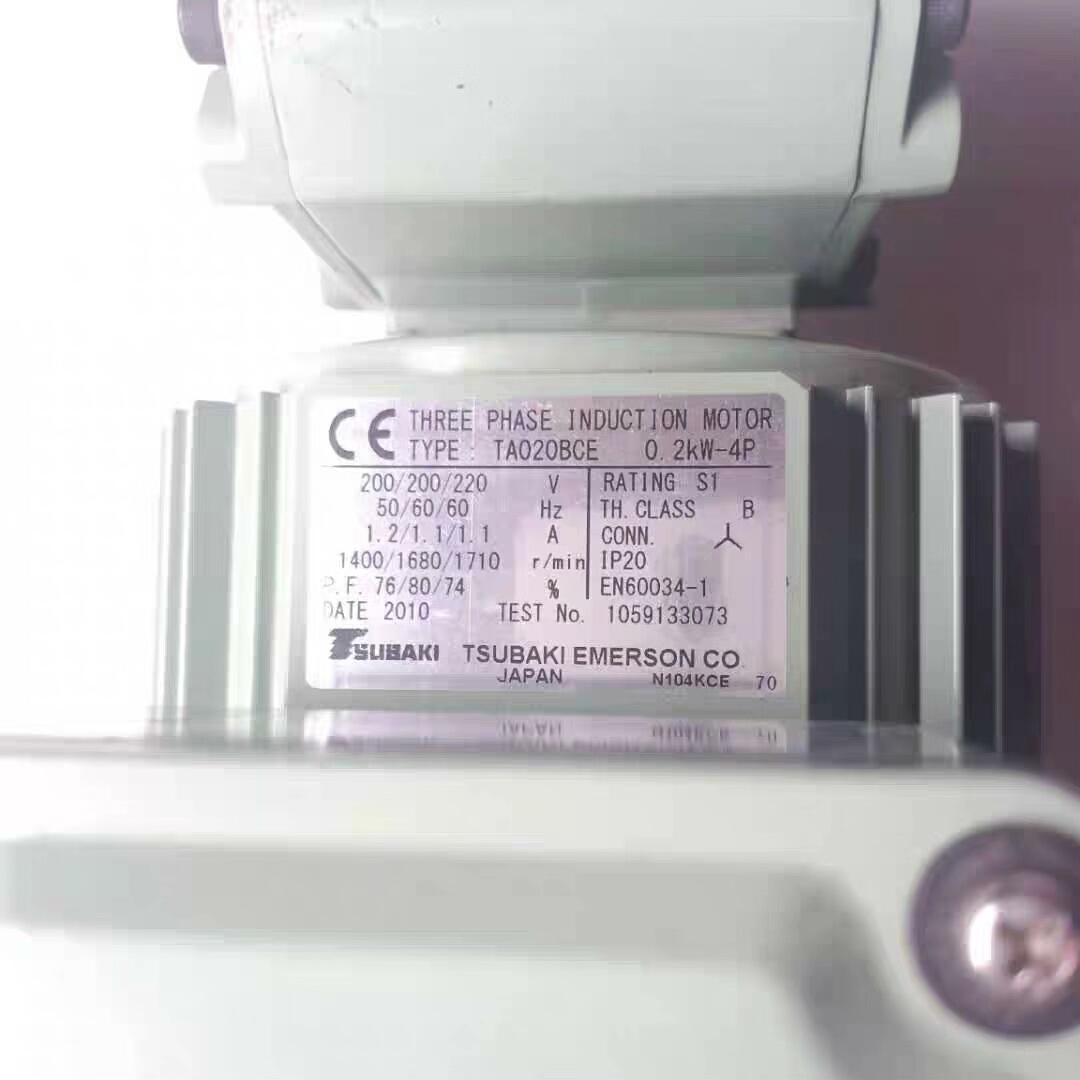 CE THREE PHASE INDUCTION MOTOR
TYPE : TA020BCE 0.2kW-4P
200/200/220 V RATING S1
50/60/60 Hz TH. CLASS B
1.2/1.1/1.1 A CONN.
1400/1680/1710 r/min IP20
P.F. 76/80/74 % EN60034-1
DATE 2010 TEST No. 1059133073
TSUBAKI TSUBAKI EMERSON CO.
JAPAN N104KCE 70